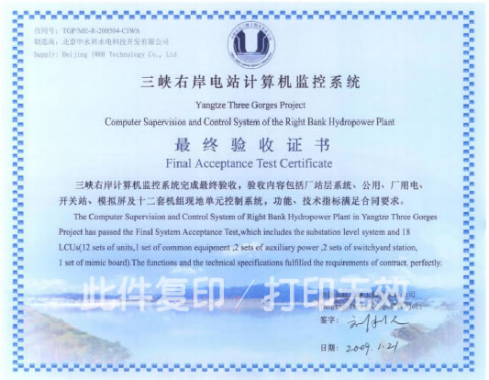 合同号: TGP/ME-R-200504-CIWA
制造商: 北京中水科水电科技开发有限公司
Supply: Beijing IWHR Technology Co., Ltd
三峡右岸电站计算机监控系统
Yangtze Three Gorges Project
Computer Supervision and Control System of the Right Bank Hydropower Plant
最终验收证书
Final Acceptance Test Certificate
三峡右岸计算机监控系统完成最终验收，验收内容包括厂站层系统、公用、厂用电、
开关站、模拟屏及十二套机组现地单元控制系统，功能、技术指标满足合同要求。
The Computer Supervision and Control System of Right Bank Hydropower Plant in Yangtze Three Gorges
Project has passed the Final System Acceptance Test,which includes the substation level system and 18
LCUs(12 sets of units,1 set of common equipment ,2 sets of auxiliary power ,2 sets of switchyard station,
1 set of mimic board).The functions and the technical specifications fulfilled the requirements of contract, perfectly.
此件复印/打印无效
签字:
日期: 2009.1.21